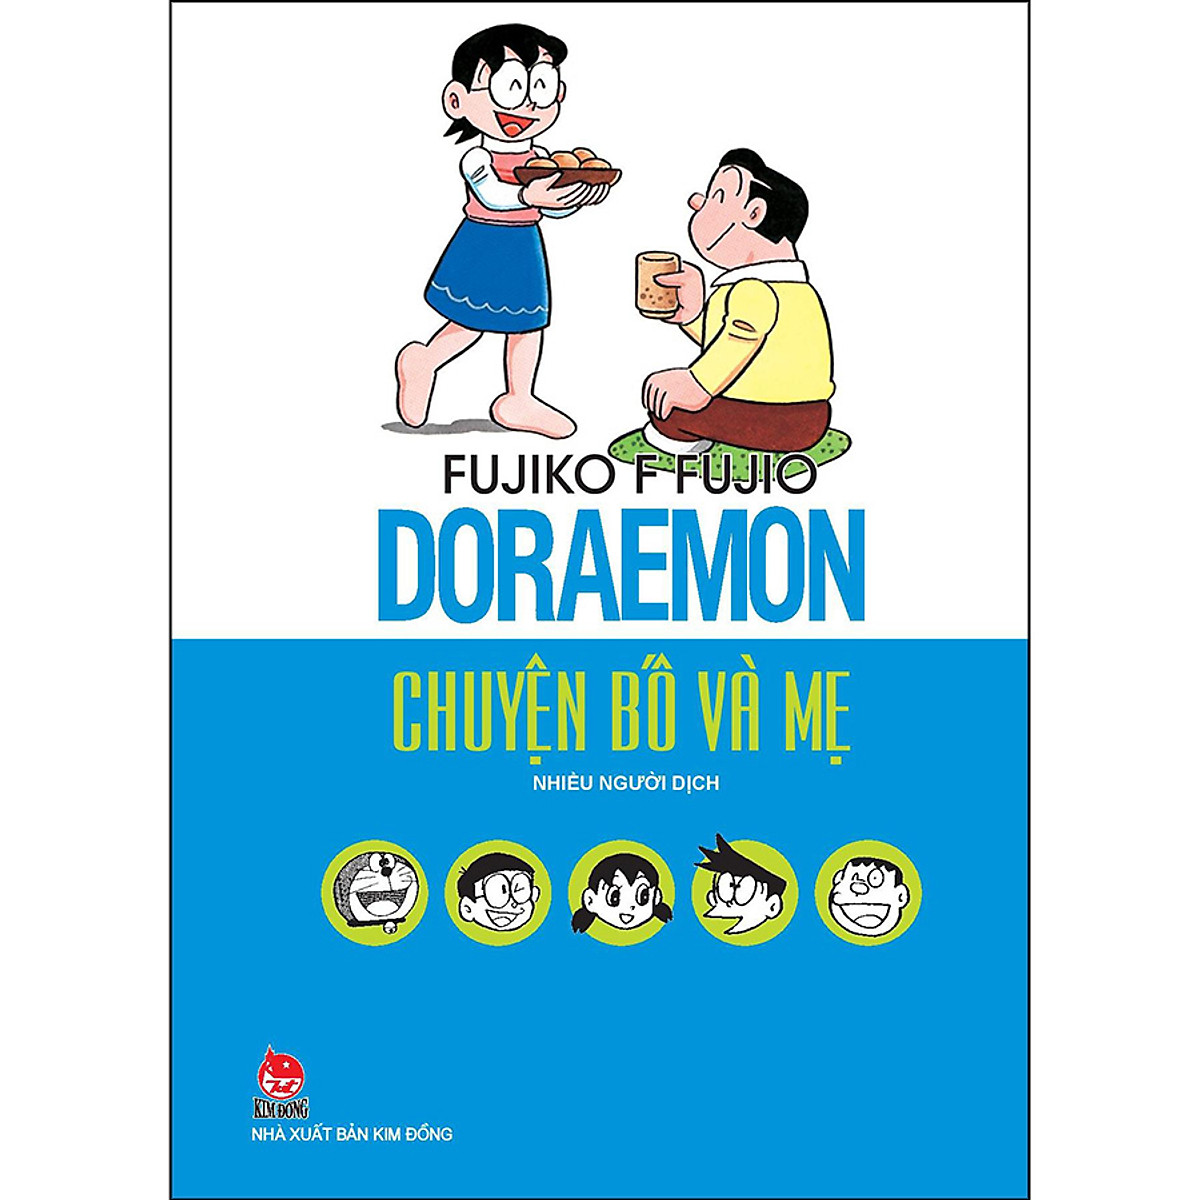 FUJIKO F FUJIO
DORAEMON
CHUYỆN BỐ VÀ MẸ
NHIỀU NGƯỜI DỊCH
KIM ĐỒNG
NHÀ XUẤT BẢN KIM ĐỒNG